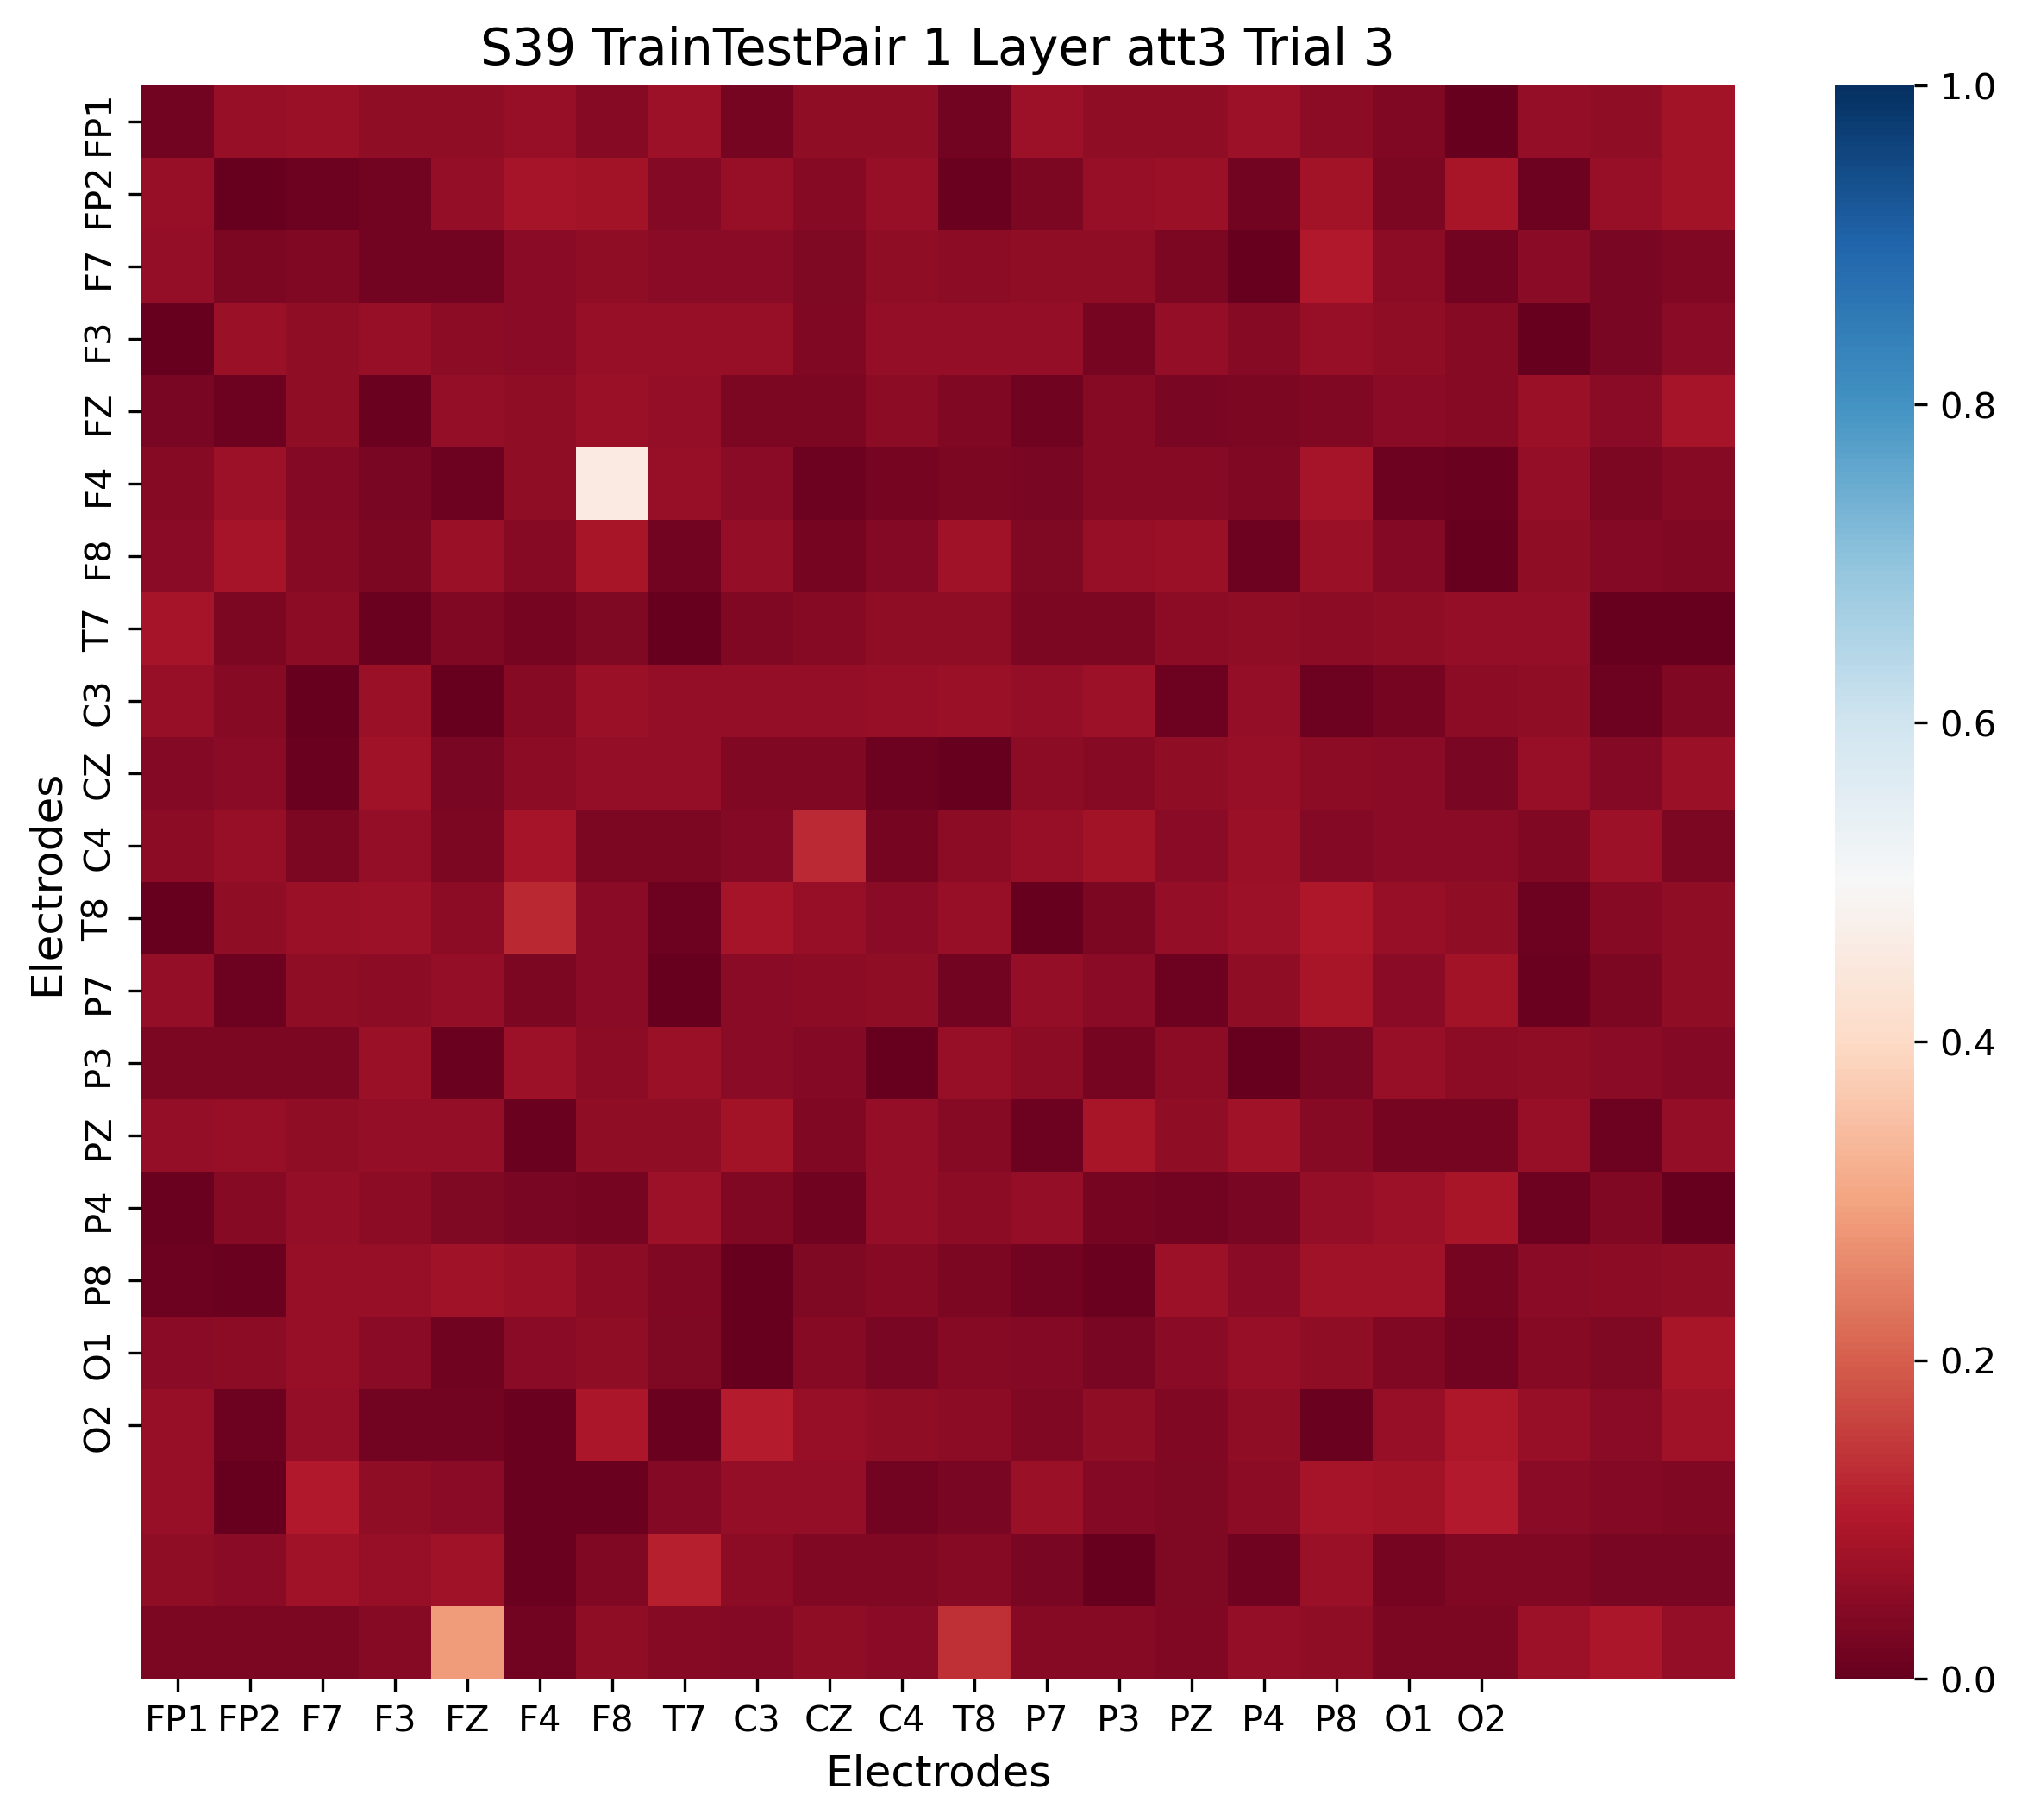 S39 TrainTestPair 1 Layer att3 Trial 3
Electrodes
FP1
FP2
F7
F3
FZ
F4
F8
T7
C3
CZ
C4
T8
P7
P3
PZ
P4
P8
O1
O2
FP1 FP2 F7 F3 FZ F4 F8 T7 C3 CZ C4 T8 P7 P3 PZ P4 P8 O1 O2
Electrodes
1.0
0.8
0.6
0.4
0.2
0.0